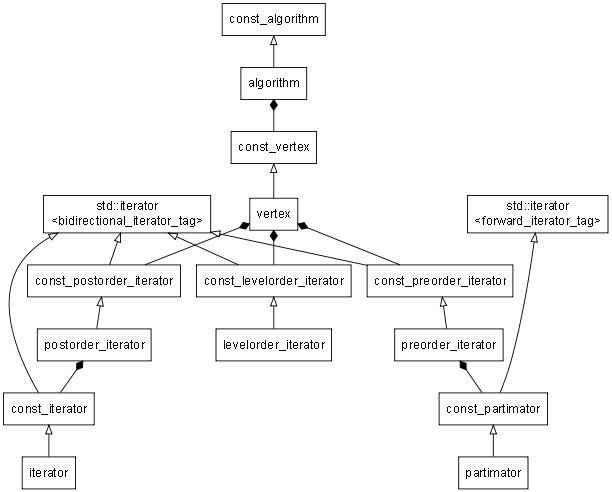 const_algorithm
algorithm
const_vertex
std::iterator
<bidirectional_iterator_tag>
vertex
std::iterator
<forward_iterator_tag>
const_postorder_iterator
const_levelorder_iterator
const_preorder_iterator
postorder_iterator
levelorder_iterator
preorder_iterator
const_iterator
const_partimator
iterator
partimator